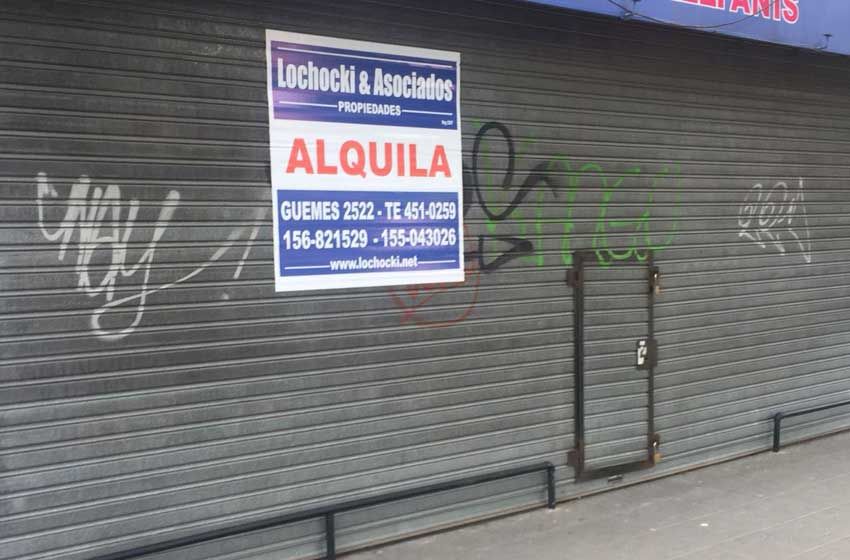 Lochocki & Asociados
PROPIEDADES
ALQUILA
GUEMES 2522 - TE 451-0259
156-821529 - 155-043026
www.lochocki.net